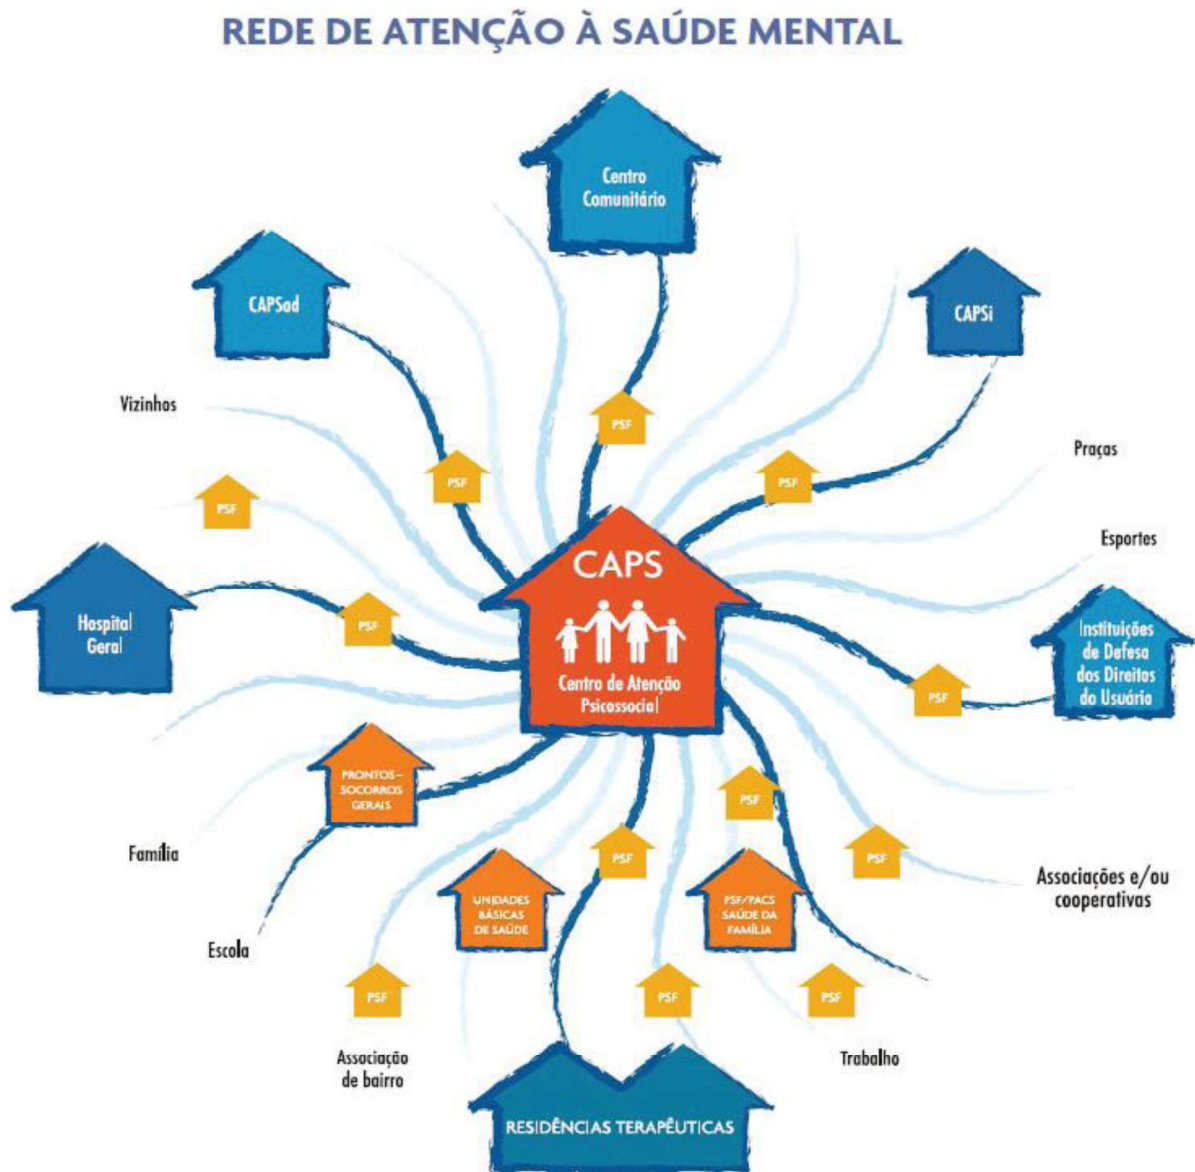 REDE DE ATENÇÃO À SAÚDE MENTAL
Centro
Comunitário
CAPSad
CAPSi
Vizinhos
PSF
PSF
PSF
Praças
PSF
Esportes
CAPS
Hospital
Geral
PSF
Centro de Atenção
Psicossocial
PSF
Instituições
de Defesa
dos Direitos
do Usuária
PRONTOS–
SOCORROS
GERAIS
PSF
Família
PSF
PSF
Associações e/ou
cooperativas
UNIDADES
BÁSICAS
DE SAÚDE
PSF/PACS
SAÚDE DA
FAMÍLIA
Escola
PSF
PSF
PSF
Associação
de bairro
Trabalho
RESIDÊNCIAS TERAPÊUTICAS